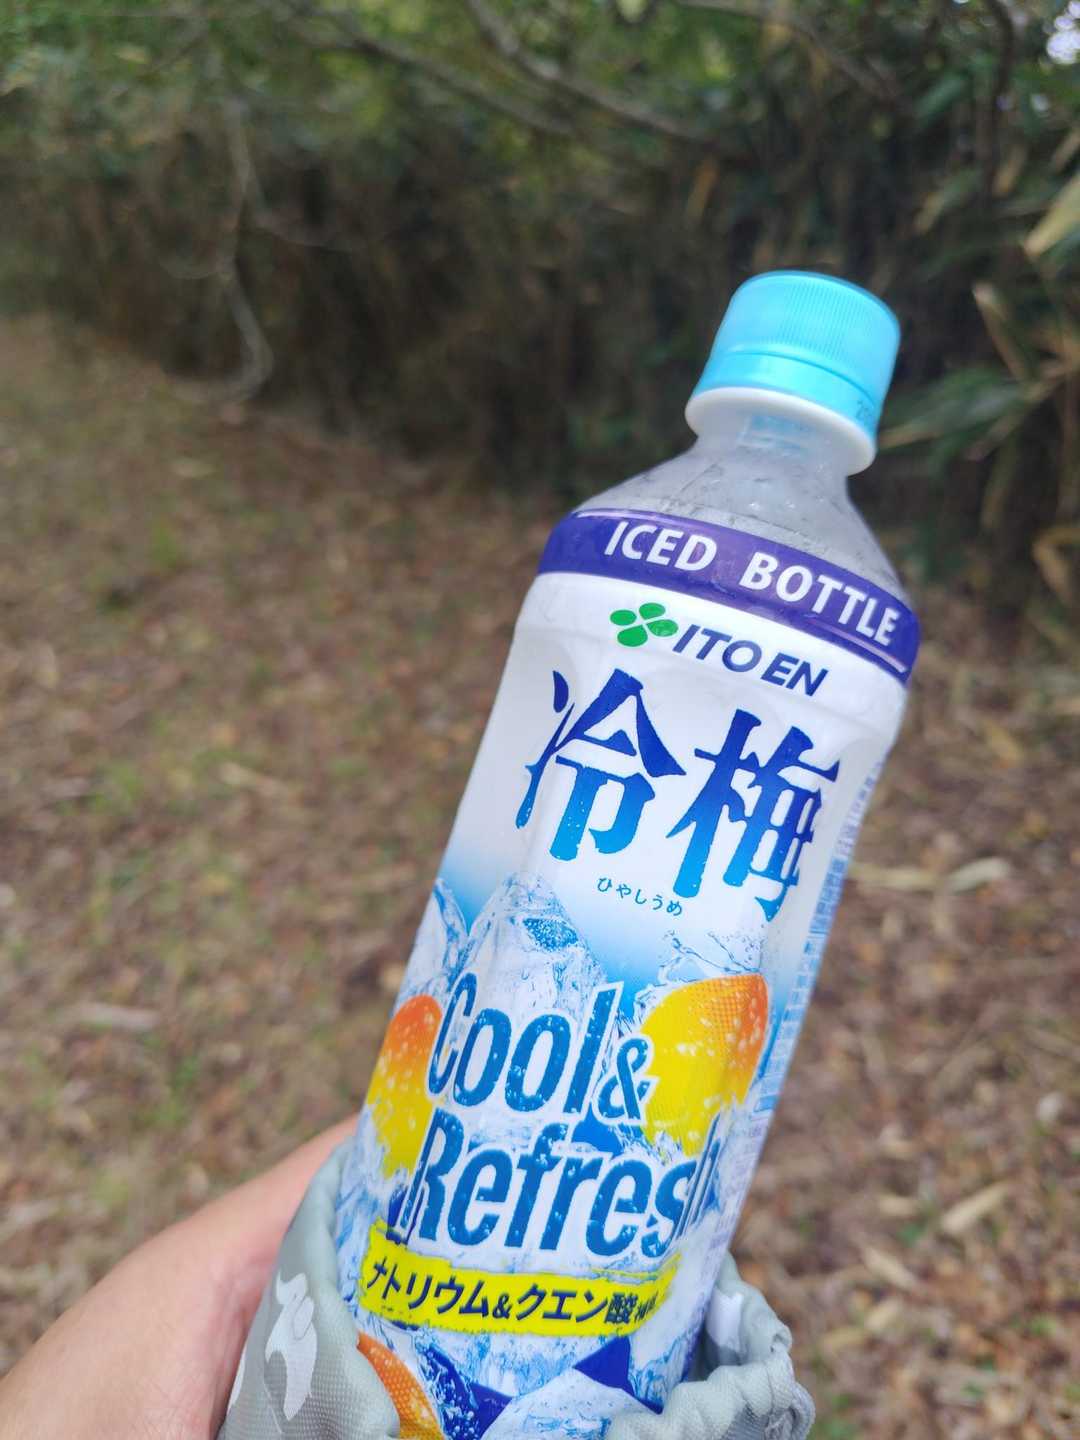 ICED BOTTLE
ITO EN
冷梅
ひやしうめ
Cool&
Refresh
ナトリウム&クエン酸